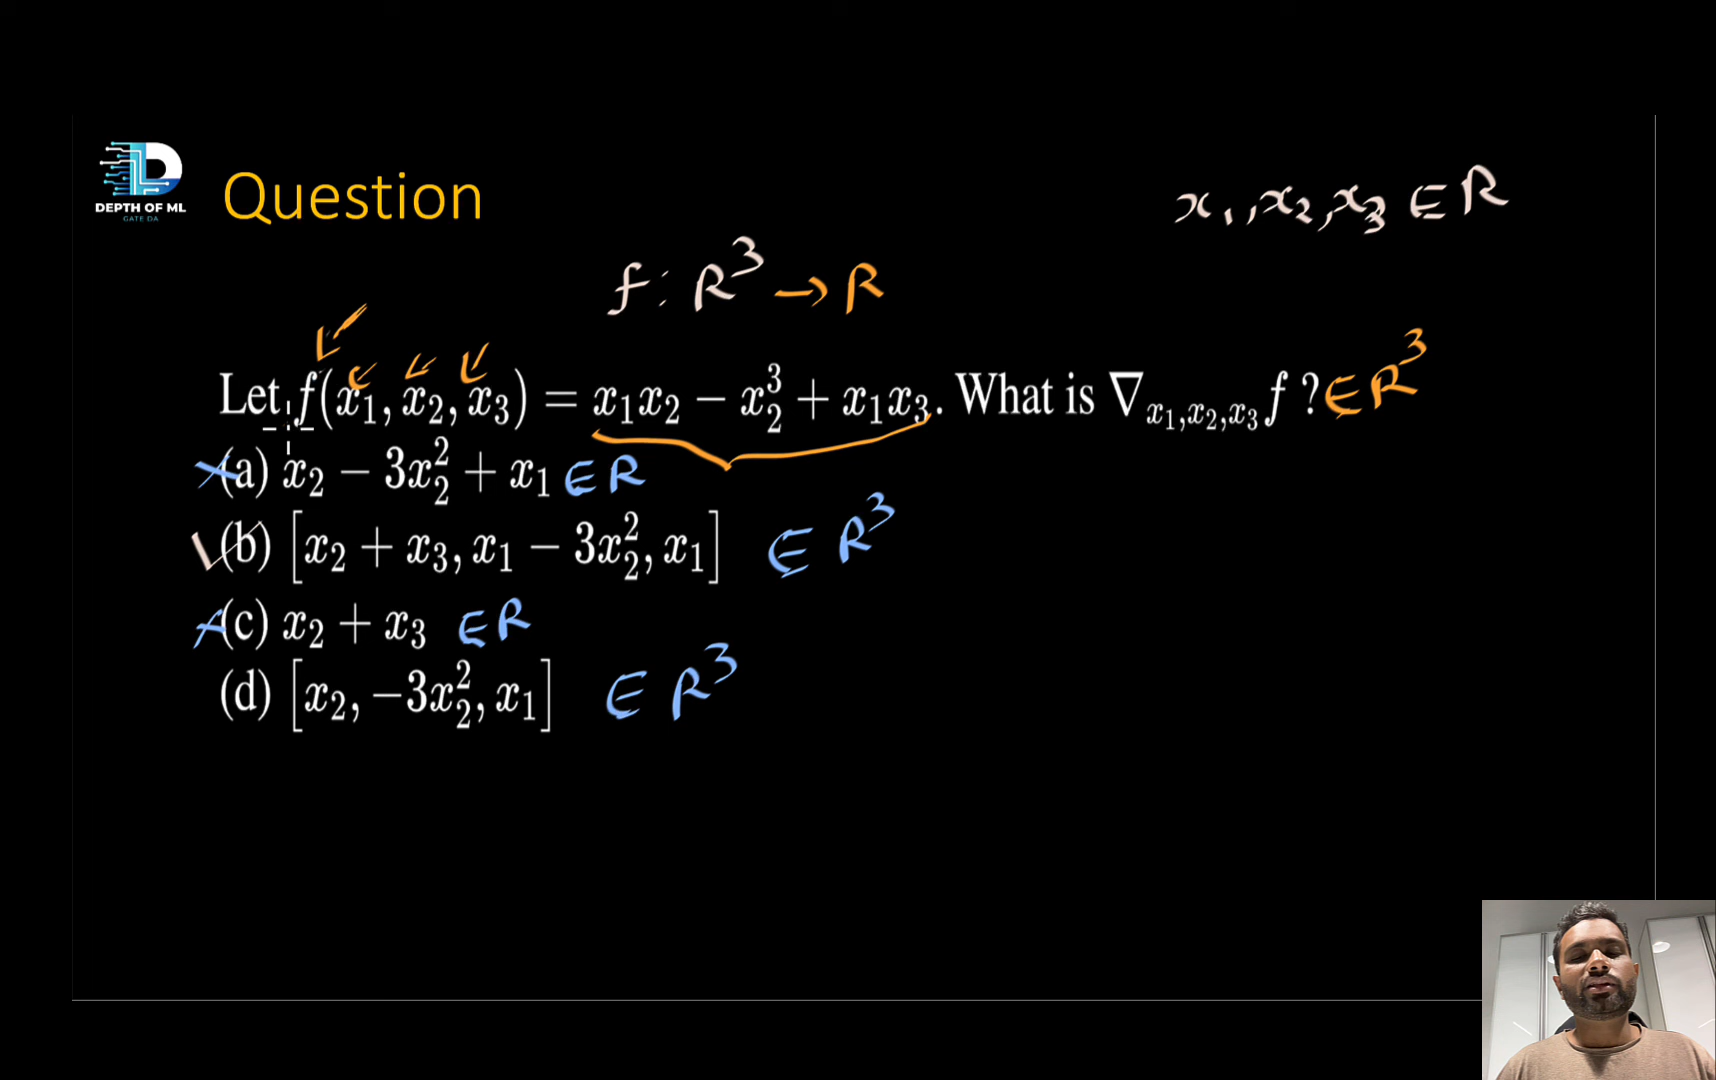 DEPTH OF ML
GATE DA
Question
x₁, x₂, x₃ ∈ R
f : R³ → R
Let f(x₁, x₂, x₃) = x₁x₂ − x₂³ + x₁x₃. What is ∇ₓ₁,ₓ₂,ₓ₃ f ? ∈ R³
(a) x₂ − 3x₂² + x₁ ∈ R
(b) [x₂ + x₃, x₁ − 3x₂², x₁] ∈ R³
(c) x₂ + x₃ ∈ R
(d) [x₂, −3x₂², x₁] ∈ R³